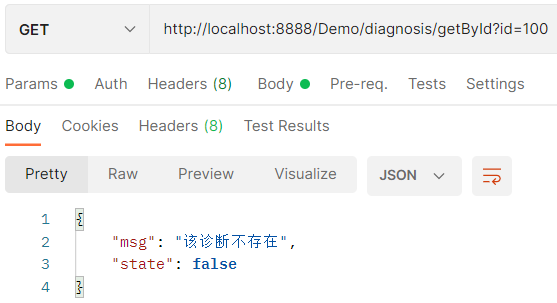 GET http://localhost:8888/Demo/diagnosis/getById?id=100
Params Auth Headers (8) Body Pre-req. Tests Settings
Body Cookies Headers (8) Test Results
Pretty Raw Preview Visualize JSON
1 {
2 "msg": "该诊断不存在",
3 "state": false
4 }